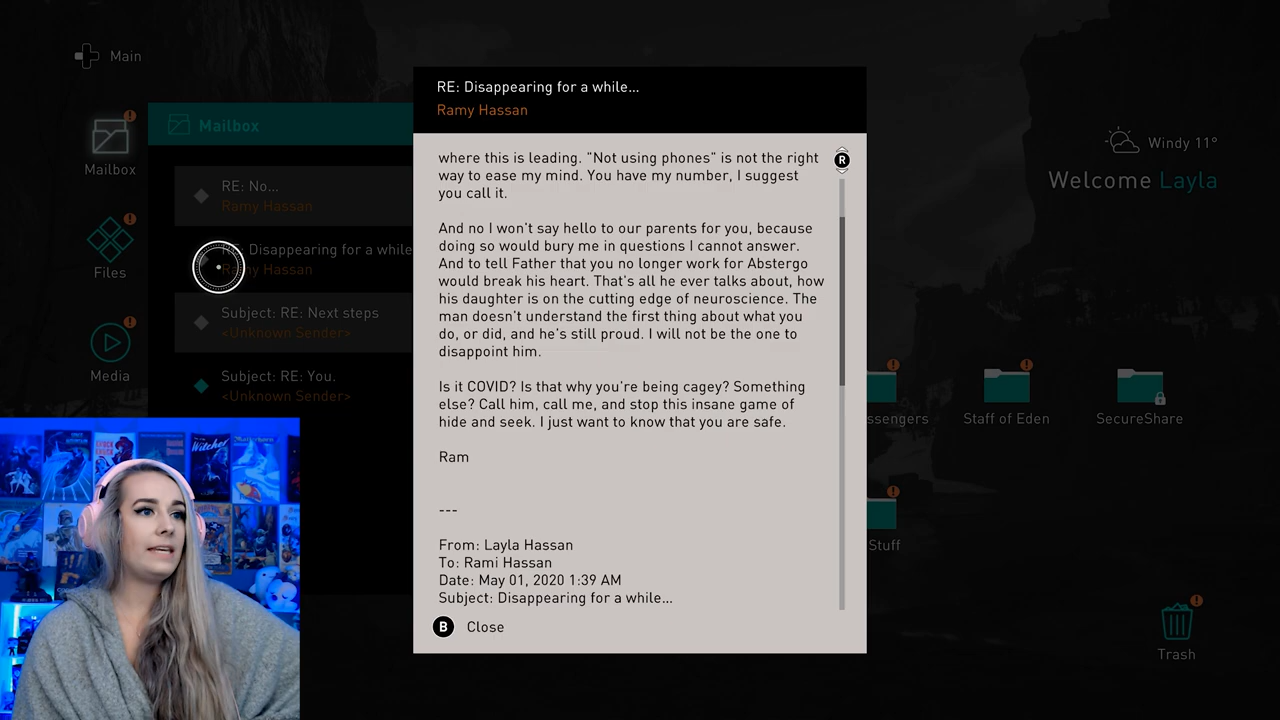 Main
RE: Disappearing for a while...
Ramy Hassan
Mailbox
Mailbox
RE: No...
Ramy Hassan
Disappearing for a while
Hassan
Subject: RE: Next steps
<Unknown Sender>
Subject: RE: You.
<Unknown Sender>
Files
Media
where this is leading. "Not using phones" is not the right
way to ease my mind. You have my number, I suggest
you call it.
And no I won't say hello to our parents for you, because
doing so would bury me in questions I cannot answer.
And to tell Father that you no longer work for Abstergo
would break his heart. That's all he ever talks about, how
his daughter is on the cutting edge of neuroscience. The
man doesn't understand the first thing about what you
do, or did, and he's still proud. I will not be the one to
disappoint him.
Is it COVID? Is that why you're being cagey? Something
else? Call him, call me, and stop this insane game of
hide and seek. I just want to know that you are safe.
Ram
---
From: Layla Hassan
To: Rami Hassan
Date: May 01, 2020 1:39 AM
Subject: Disappearing for a while...
R
B Close
Windy 11°
Welcome Layla
ssengers
Staff of Eden
SecureShare
Stuff
Trash
Witcher